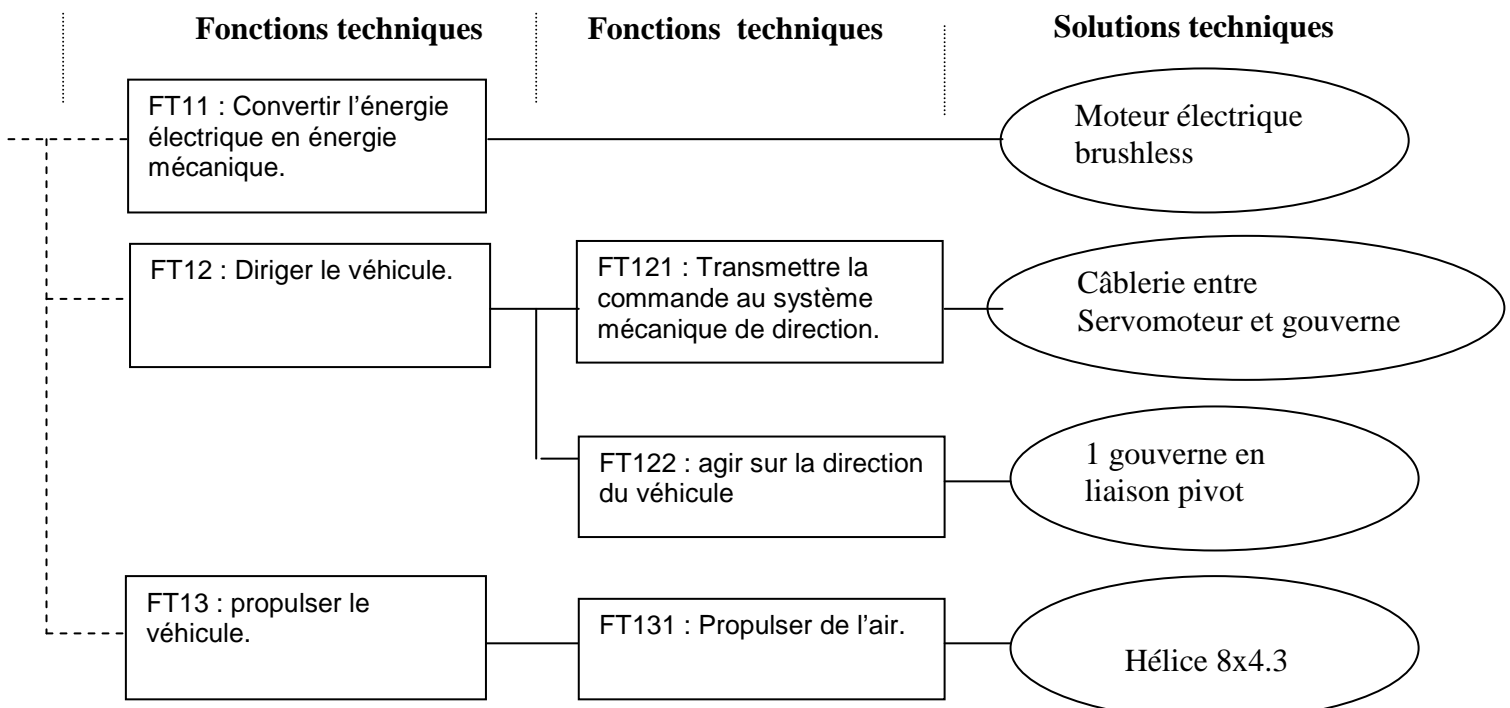 Fonctions techniques
Fonctions techniques
Solutions techniques
FT11 : Convertir l’énergie
électrique en énergie
mécanique.
Moteur électrique
brushless
FT12 : Diriger le véhicule.
FT121 : Transmettre la
commande au système
mécanique de direction.
Câblerie entre
Servomoteur et gouverne
FT122 : agir sur la direction
du véhicule
1 gouverne en
liaison pivot
FT13 : propulser le
véhicule.
FT131 : Propulser de l’air.
Hélice 8x4.3